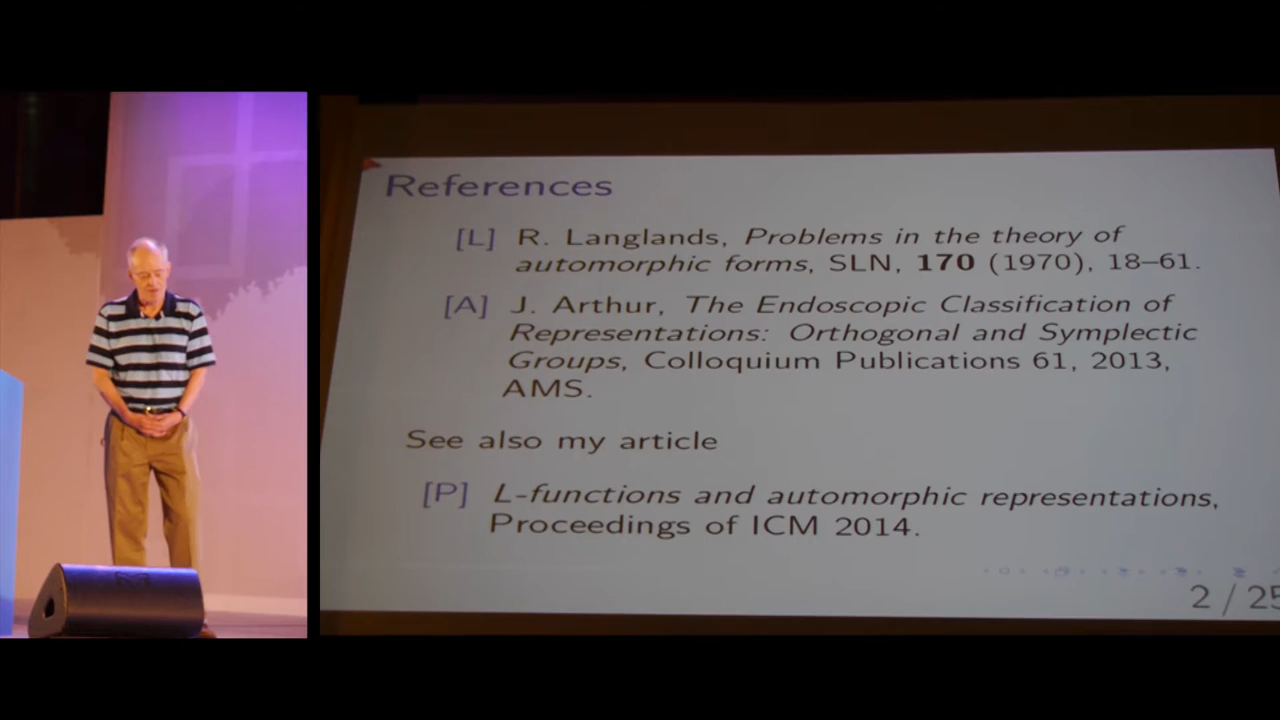 References
[L] R. Langlands, Problems in the theory of
automorphic forms, SLN, 170 (1970), 18–61.
[A] J. Arthur, The Endoscopic Classification of
Representations: Orthogonal and Symplectic
Groups, Colloquium Publications 61, 2013,
AMS.
See also my article
[P] L-functions and automorphic representations,
Proceedings of ICM 2014.
2 / 25